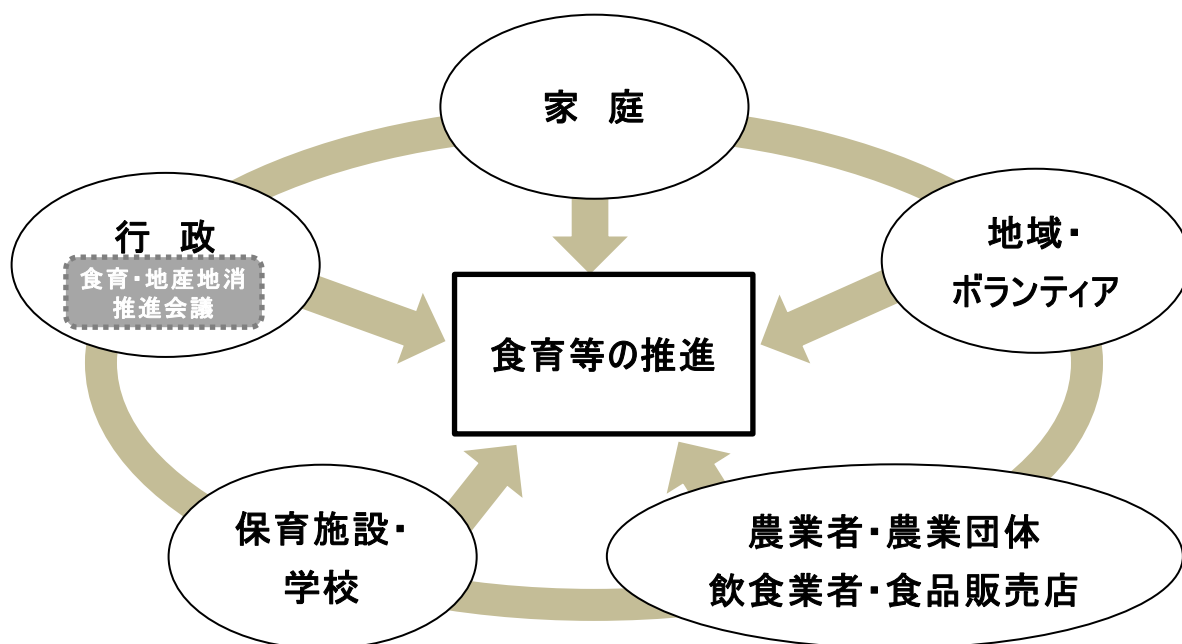 家　庭
行　政
食育・地産地消
推進会議
地域・
ボランティア
食育等の推進
保育施設・
学校
農業者・農業団体
飲食業者・食品販売店